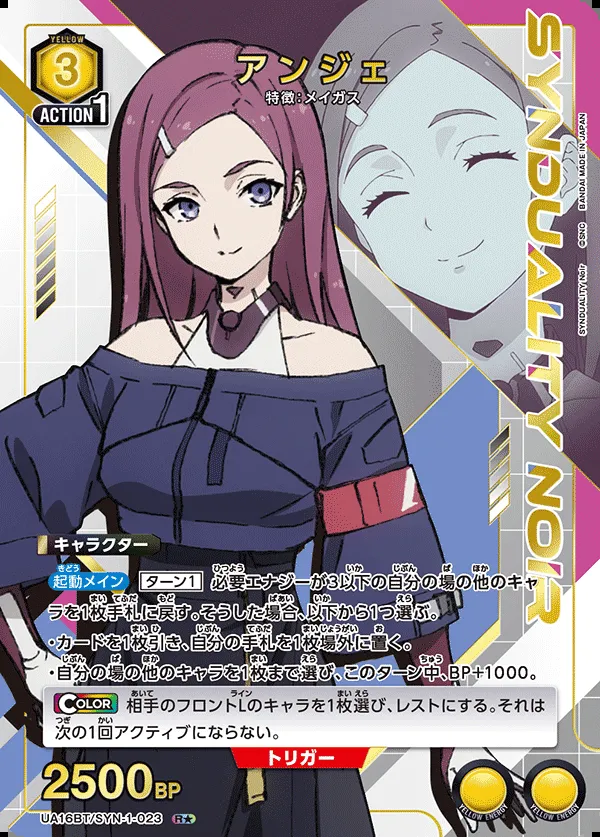 YELLOW
3
ACTION 1
アンジェ
特徴:メイガス
SYNDUALITY NOIR
SYNDUALITY Noir ©SNC BANDAI MADE IN JAPAN
キャラクター
起動メイン ターン1 必要エナジーが3以下の自分の場の他のキャ
ラを1枚手札に戻す。そうした場合、以下から1つ選ぶ。
・カードを1枚引き、自分の手札を1枚場外に置く。
・自分の場の他のキャラを1枚まで選び、このターン中、BP+1000。
COLOR 相手のフロントLのキャラを1枚選び、レストにする。それは
次の1回アクティブにならない。
トリガー
2500BP
UA16BT/SYN-1-023 R★
YELLOW ENERGY YELLOW ENERGY